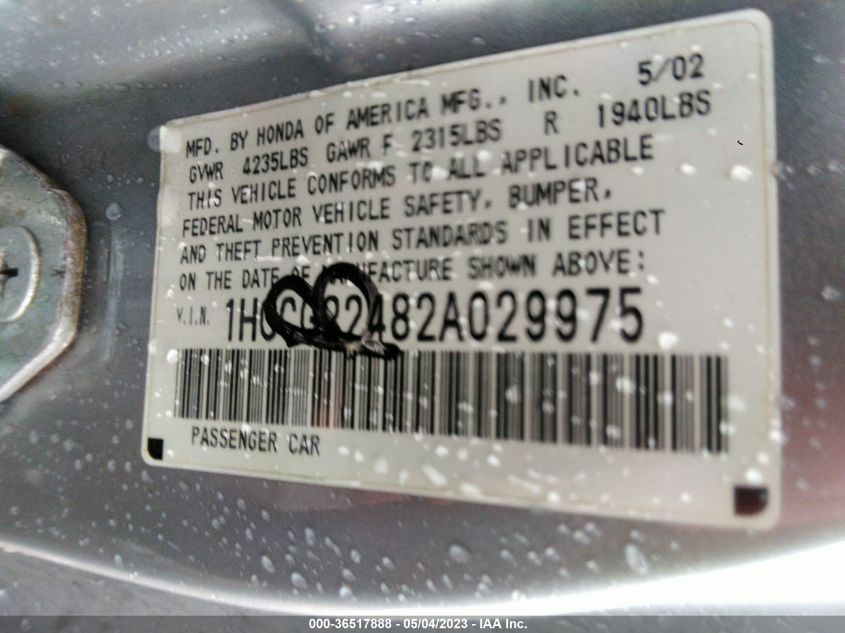 MFD. BY HONDA OF AMERICA MFG., INC. 5/02
GVWR 4235LBS GAWR F 2315LBS R 1940LBS
THIS VEHICLE CONFORMS TO ALL APPLICABLE
FEDERAL MOTOR VEHICLE SAFETY, BUMPER,
AND THEFT PREVENTION STANDARDS IN EFFECT
ON THE DATE OF MANUFACTURE SHOWN ABOVE:
V.I.N.
PASSENGER CAR
000-36517888 - 05/04/2023 - IAA Inc.